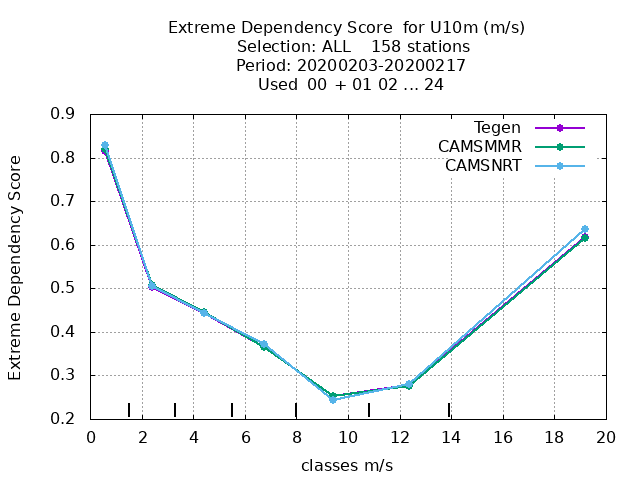 Extreme Dependency Score  for U10m (m/s)
Selection: ALL    158 stations
Period: 20200203-20200217
Used  00  + 01 02 ... 24
Tegen
CAMSMMR
CAMSNRT
Extreme Dependency Score
0.9
0.8
0.7
0.6
0.5
0.4
0.3
0.2
0 2 4 6 8 10 12 14 16 18 20
classes m/s